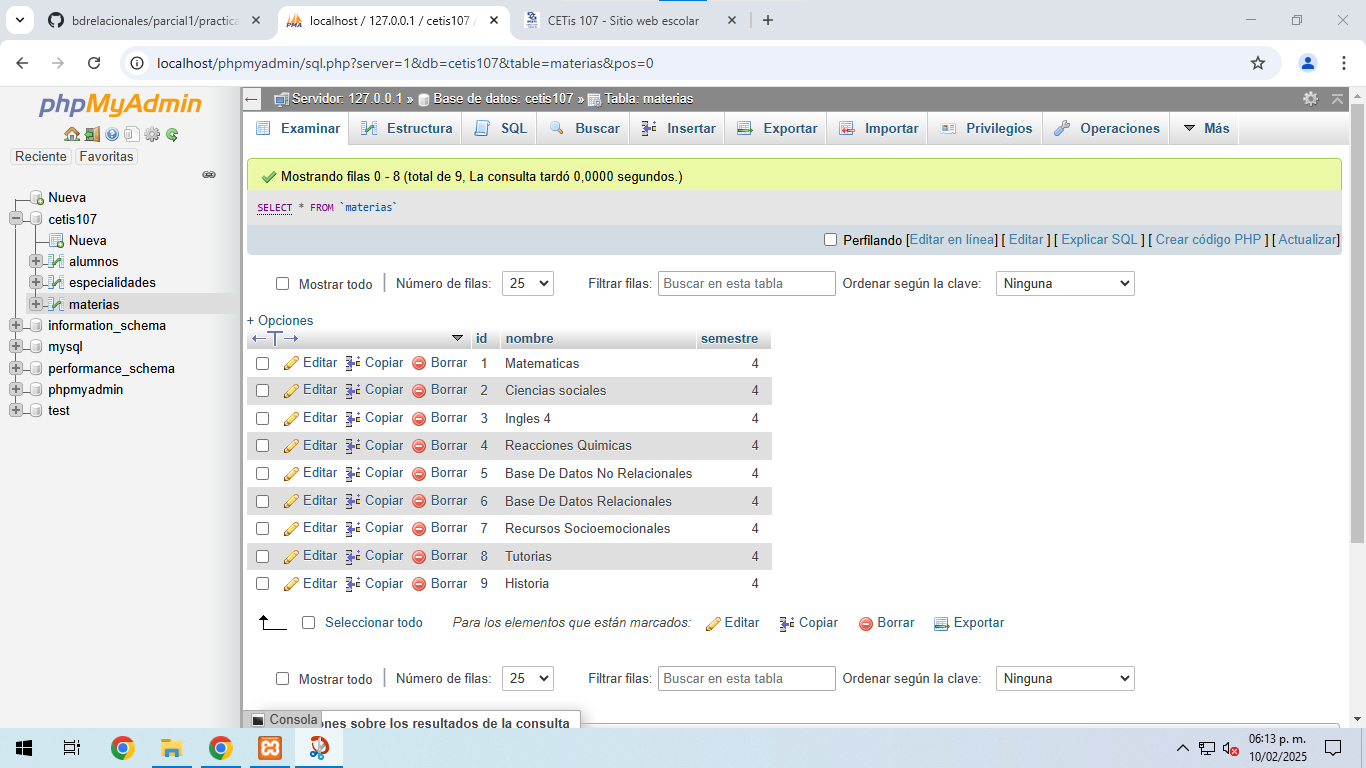 bdrelacionales/parcial1/practica
localhost / 127.0.0.1 / cetis107 /
CETis 107 - Sitio web escolar
localhost/phpmyadmin/sql.php?server=1&db=cetis107&table=materias&pos=0
phpMyAdmin
Reciente Favoritas
Nueva
cetis107
Nueva
alumnos
especialidades
materias
information_schema
mysql
performance_schema
phpmyadmin
test
Servidor: 127.0.0.1 » Base de datos: cetis107 » Tabla: materias
Examinar Estructura SQL Buscar Insertar Exportar Importar Privilegios Operaciones Más
Mostrando filas 0 - 8 (total de 9, La consulta tardó 0,0000 segundos.)
SELECT * FROM `materias`
Perfilando [Editar en línea] [ Editar ] [ Explicar SQL ] [ Crear código PHP ] [ Actualizar]
Mostrar todo Número de filas: 25 Filtrar filas: Buscar en esta tabla Ordenar según la clave: Ninguna
+ Opciones
id nombre semestre
Editar Copiar Borrar 1 Matematicas 4
Editar Copiar Borrar 2 Ciencias sociales 4
Editar Copiar Borrar 3 Ingles 4 4
Editar Copiar Borrar 4 Reacciones Quimicas 4
Editar Copiar Borrar 5 Base De Datos No Relacionales 4
Editar Copiar Borrar 6 Base De Datos Relacionales 4
Editar Copiar Borrar 7 Recursos Socioemocionales 4
Editar Copiar Borrar 8 Tutorias 4
Editar Copiar Borrar 9 Historia 4
Seleccionar todo Para los elementos que están marcados: Editar Copiar Borrar Exportar
Mostrar todo Número de filas: 25 Filtrar filas: Buscar en esta tabla Ordenar según la clave: Ninguna
Consola
ones sobre los resultados de la consulta
06:13 p. m.
10/02/2025